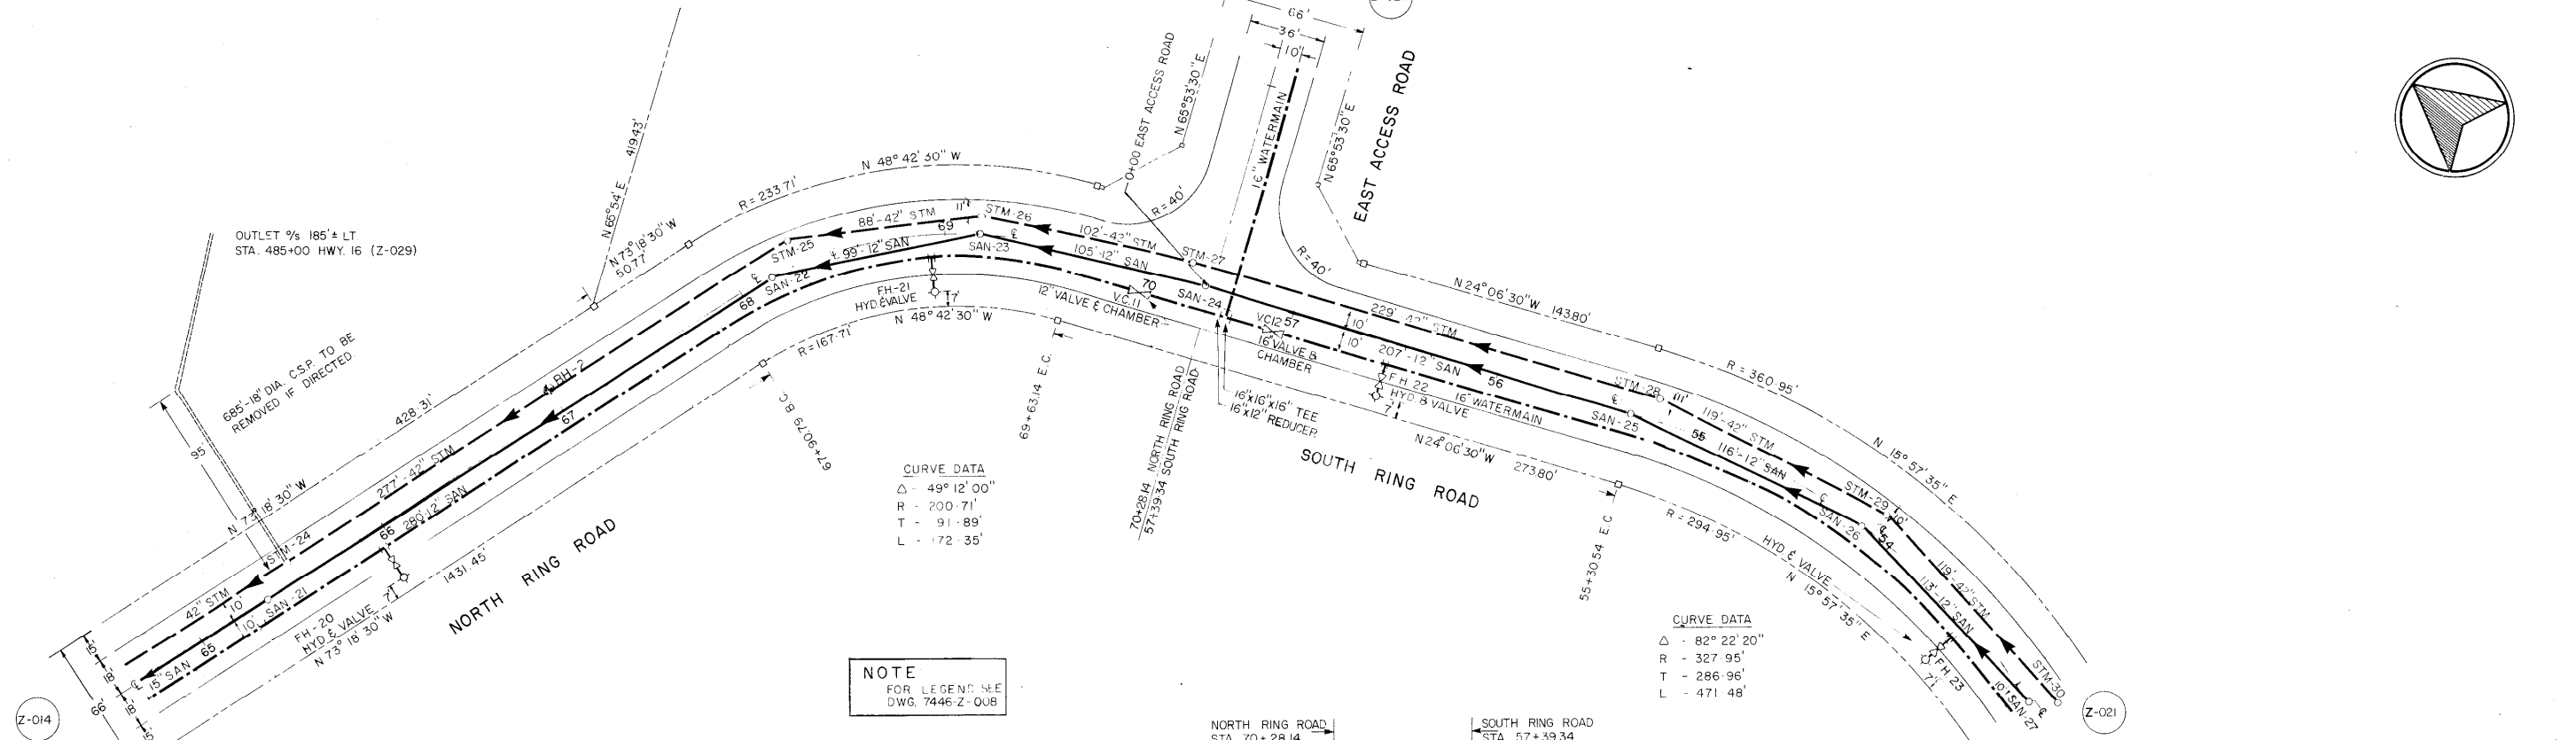 66'
36'
10'
0+00 EAST ACCESS ROAD
N 65°53'30" E
16" WATERMAIN
N 65°53'30" E
EAST ACCESS ROAD
419.43'
N 65°54' E
N 73°18'30" W
50.77'
R = 233.71'
N 48° 42' 30" W
R = 40'
R = 40'
OUTLET o/s 185'± LT.
STA. 485+00 HWY. 16 (Z-029)
685'-18" DIA. C.S.P. TO BE
REMOVED IF DIRECTED
95'
428.31'
N 73° 18' 30" W
88'-42" STM
11'
STM-26
102'-42" STM
STM-27
STM-25
99'-12" SAN
69
SAN-23
105'-12" SAN
70
SAN-24
68
SAN-22
FH-21
HYD. & VALVE
7'
12" VALVE & CHAMBER
V.C.11
N 48° 42' 30" W
R = 167.71'
BH-2
67
277'-42" STM
280'-12" SAN
66
STM-24
42" STM
10'
10'
SAN-21
65
15" SAN
FH-20
HYD. & VALVE
7'
N 73° 18' 30" W
1431.45'
NORTH RING ROAD
15'
18'
18'
15'
66'
Z-014
67+90.79 B.C.
69+63.14 E.C.
CURVE DATA
Δ - 49° 12' 00"
R - 200.71'
T - 91.89'
L - 172.35'
70+28.14 NORTH RING ROAD
57+39.34 SOUTH RING ROAD
16"x16"x16" TEE
16"x12" REDUCER
V.C.12
57
16" VALVE &
CHAMBER
10'
10'
229' 42" STM
207'-12" SAN
56
N 24° 06' 30" W 143.80'
F.H. 22
HYD. & VALVE
7'
16" WATERMAIN
STM-28
11'
SAN-25
119'-42" STM
55
116'-12" SAN
R = 360.95'
N 15° 57' 35" E
STM-29
10'
SAN-26
54
119'-42" STM
113'-12" SAN
STM-30
10'
SAN-27
SOUTH RING ROAD
N 24° 06' 30" W 273.80'
R = 294.95'
N 15° 57' 35" E
HYD. & VALVE
FH.23
7'
55+30.54 E.C.
CURVE DATA
Δ - 82° 22' 20"
R - 327.95'
T - 286.96'
L - 471.48'
NOTE
FOR LEGEND SEE
DWG. 7446-Z-008
NORTH RING ROAD
STA. 70+28.14
SOUTH RING ROAD
STA. 57+39.34
Z-021